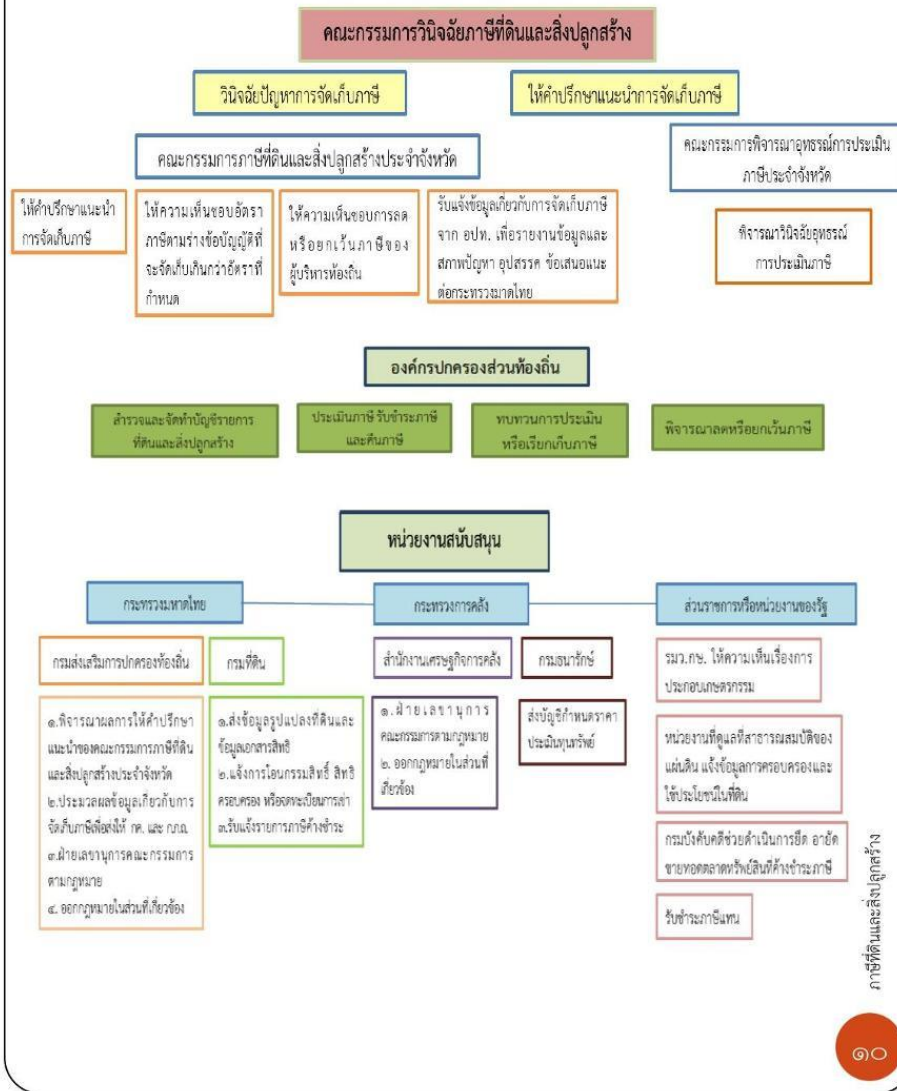 คณะกรรมการวินิจฉัยภาษีที่ดินและสิ่งปลูกสร้าง
วินิจฉัยปัญหาการจัดเก็บภาษี
ให้คำปรึกษาแนะนำการจัดเก็บภาษี
คณะกรรมการภาษีที่ดินและสิ่งปลูกสร้างประจำจังหวัด
คณะกรรมการพิจารณาอุทธรณ์การประเมิน
ภาษีประจำจังหวัด
ให้คำปรึกษาแนะนำ
การจัดเก็บภาษี
ให้ความเห็นชอบอัตรา
ภาษีตามร่างข้อบัญญัติที่
จะจัดเก็บเกินกว่าอัตราที่
กำหนด
ให้ความเห็นชอบการลด
หรือยกเว้นภาษีของ
ผู้บริหารท้องถิ่น
รับแจ้งข้อมูลเกี่ยวกับการจัดเก็บภาษี
จาก อปท. เพื่อรายงานข้อมูลและ
สภาพปัญหา อุปสรรค ข้อเสนอแนะ
ต่อกระทรวงมาดไทย
พิจารณาวินิจฉัยอุทธรณ์
การประเมินภาษี
องค์กรปกครองส่วนท้องถิ่น
สำรวจและจัดทำบัญชีรายการ
ที่ดินและสิ่งปลูกสร้าง
ประเมินภาษี รับชำระภาษี
และคืนภาษี
ทบทวนการประเมิน
หรือเรียกเก็บภาษี
พิจารณาลดหรือยกเว้นภาษี
หน่วยงานสนับสนุน
กระทรวงมหาดไทย
กระทรวงการคลัง
ส่วนราชการหรือหน่วยงานของรัฐ
กรมส่งเสริมการปกครองท้องถิ่น
กรมที่ดิน
สำนักงานเศรษฐกิจการคลัง
กรมธนารักษ์
รมว.กษ. ให้ความเห็นเรื่องการ
ประกอบเกษตรกรรม
๑.พิจารณาผลการให้คำปรึกษา
แนะนำของคณะกรรมการภาษีที่ดิน
และสิ่งปลูกสร้างประจำจังหวัด
๒.ประมวลผลข้อมูลเกี่ยวกับการ
จัดเก็บภาษีเพื่อส่งให้ กค. และ ก.ก.ถ.
๓.ฝ่ายเลขานุการคณะกรรมการ
ตามกฎหมาย
๔. ออกกฎหมายในส่วนที่เกี่ยวข้อง
๑.ส่งข้อมูลรูปแปลงที่ดินและ
ข้อมูลเอกสารสิทธิ
๒.แจ้งการโอนกรรมสิทธิ์ สิทธิ
ครอบครอง หรือจดทะเบียนการเช่า
๓.รับแจ้งรายการภาษีค้างชำระ
๑.ฝ่ายเลขานุการ
คณะกรรมการตามกฎหมาย
๒. ออกกฎหมายในส่วนที่
เกี่ยวข้อง
ส่งบัญชีกำหนดราคา
ประเมินทุนทรัพย์
หน่วยงานที่ดูแลที่สาธารณสมบัติของ
แผ่นดิน แจ้งข้อมูลการครอบครองและ
ใช้ประโยชน์ในที่ดิน
กรมบังคับคดีช่วยดำเนินการยึด อายัด
ขายทอดตลาดทรัพย์สินที่ค้างชำระภาษี
รับชำระภาษีแทน
ภาษีที่ดินและสิ่งปลูกสร้าง
๑๐